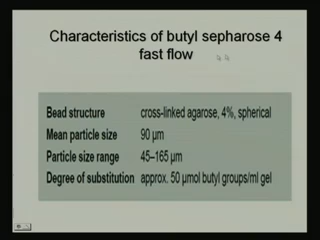 Characteristics of butyl sepharose 4
fast flow
Bead structure cross-linked agarose, 4%, spherical
Mean particle size 90 µm
Particle size range 45–165 µm
Degree of substitution approx. 50 µmol butyl groups/ml gel